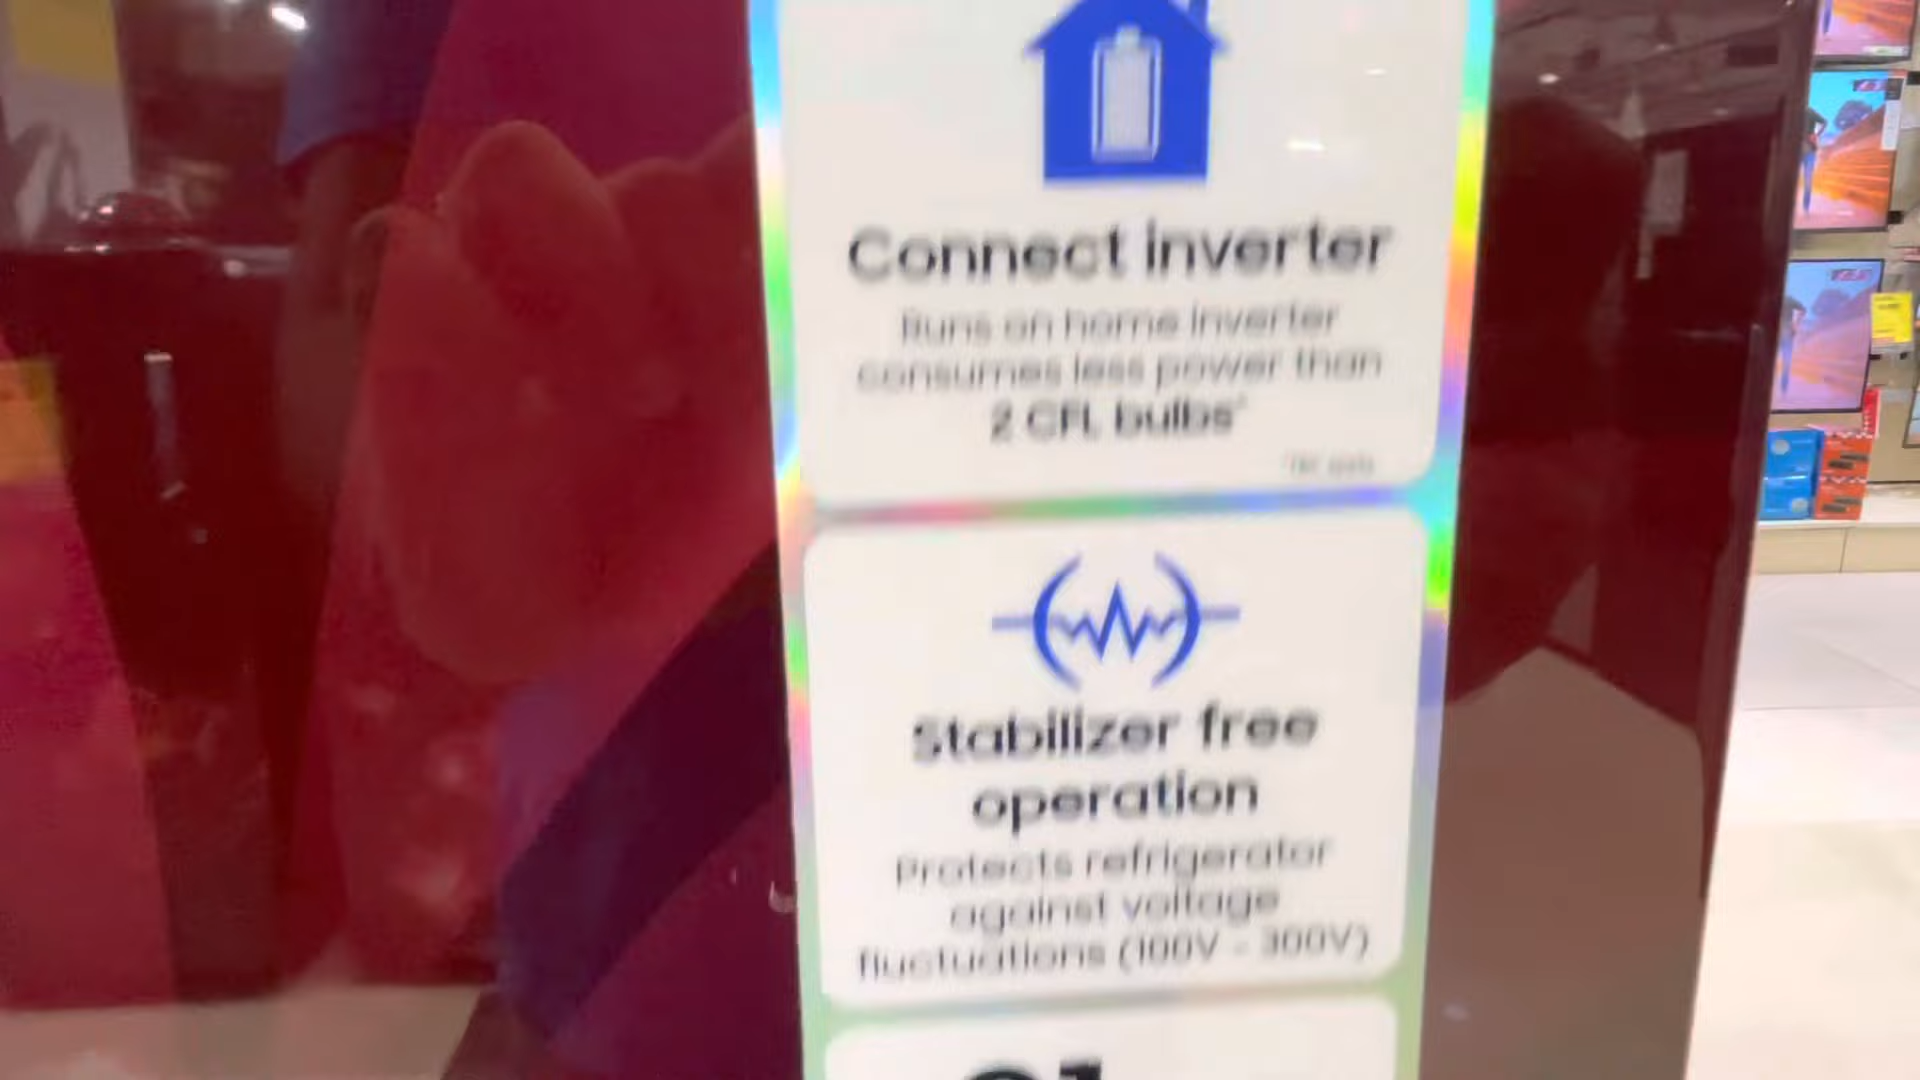 Connect inverter
Runs on home inverter
consumes less power than
2 CFL bulbs*
Stabilizer free
operation
Protects refrigerator
against voltage
fluctuations (100V - 300V)